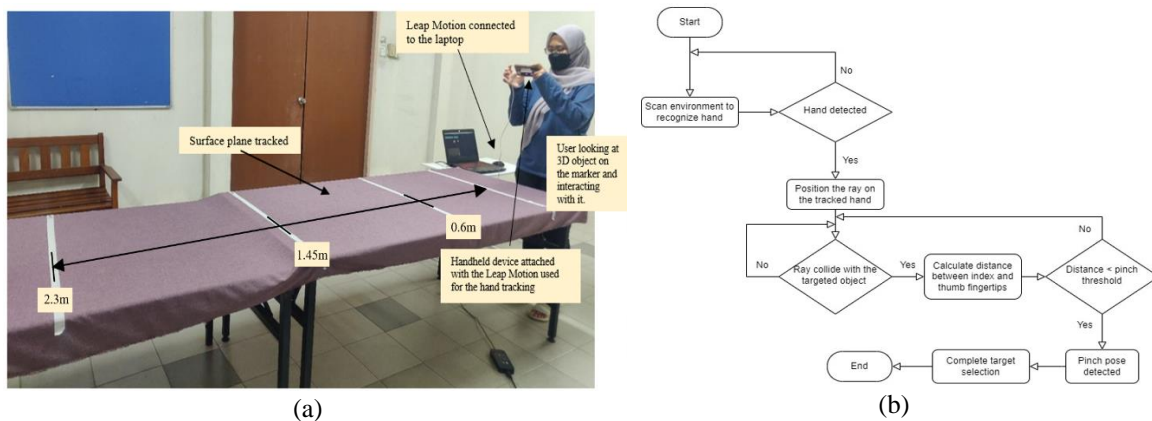 Leap Motion connected
to the laptop
Surface plane tracked
User looking at
3D object on
the marker and
interacting
with it.
0.6m
1.45m
2.3m
Handheld device attached
with the Leap Motion used
for the hand tracking
(a)
Start
No
Scan environment to
recognize hand
Hand detected
Yes
Position the ray on
the tracked hand
No
Ray collide with the
targeted object
No
Yes
Calculate distance
between index and
thumb fingertips
Distance < pinch
threshold
Yes
End
Complete target
selection
Pinch pose
detected
(b)